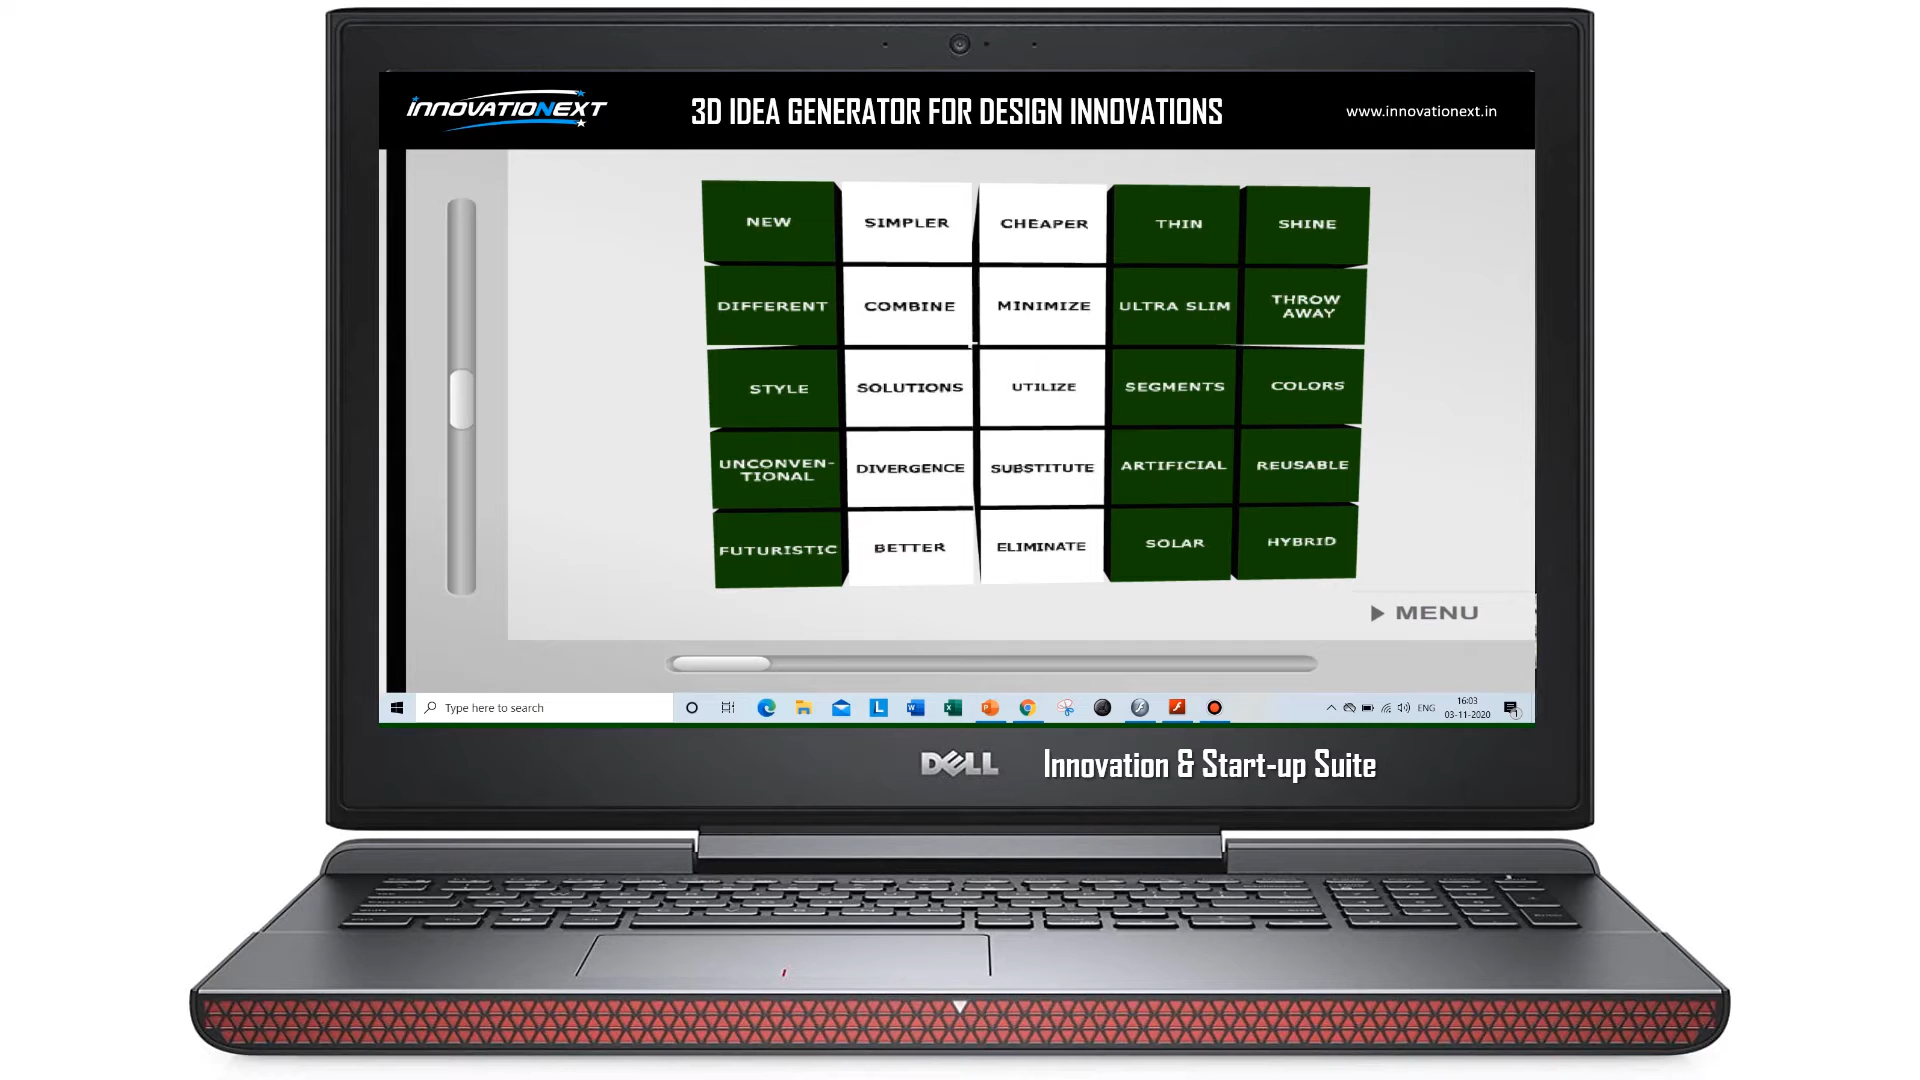 INNOVATIONEXT
3D IDEA GENERATOR FOR DESIGN INNOVATIONS
www.innovationext.in
NEW
SIMPLER
CHEAPER
THIN
SHINE
DIFFERENT
COMBINE
MINIMIZE
ULTRA SLIM
THROW
AWAY
STYLE
SOLUTIONS
UTILIZE
SEGMENTS
COLORS
UNCONVEN-
TIONAL
DIVERGENCE
SUBSTITUTE
ARTIFICIAL
REUSABLE
FUTURISTIC
BETTER
ELIMINATE
SOLAR
HYBRID
MENU
Type here to search
ENG
16:03
03-11-2020
1
DELL
Innovation & Start-up Suite